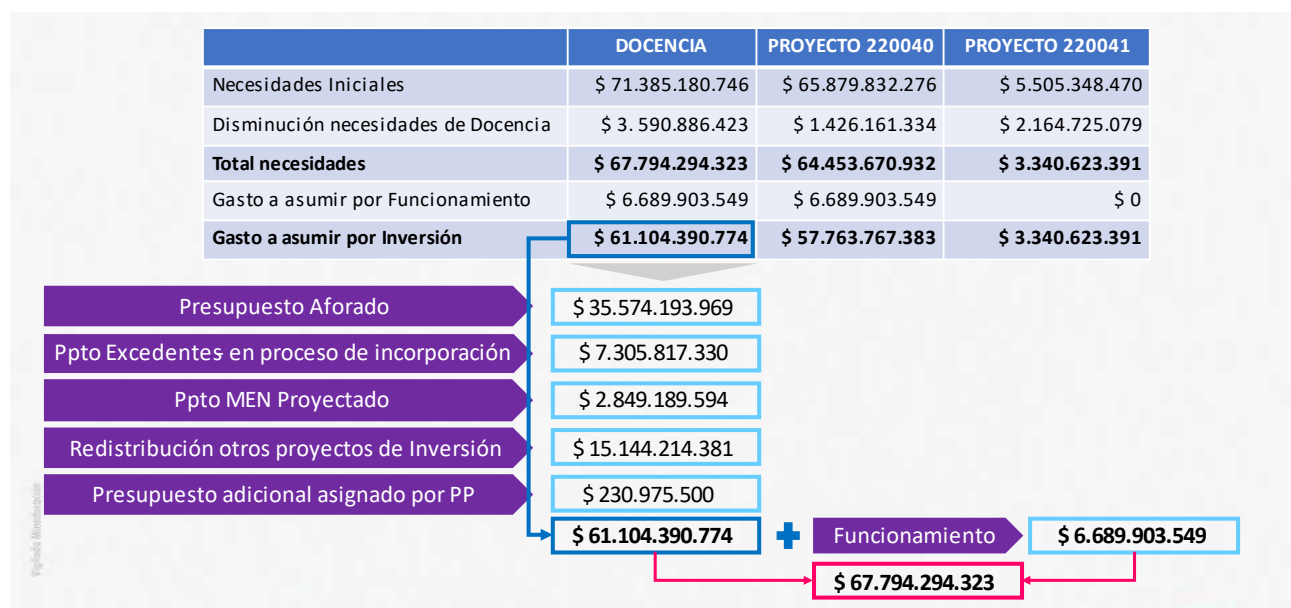 DOCENCIA PROYECTO 220040 PROYECTO 220041
Necesidades Iniciales $ 71.385.180.746 $ 65.879.832.276 $ 5.505.348.470
Disminución necesidades de Docencia $ 3. 590.886.423 $ 1.426.161.334 $ 2.164.725.079
Total necesidades $ 67.794.294.323 $ 64.453.670.932 $ 3.340.623.391
Gasto a asumir por Funcionamiento $ 6.689.903.549 $ 6.689.903.549 $ 0
Gasto a asumir por Inversión $ 61.104.390.774 $ 57.763.767.383 $ 3.340.623.391
Presupuesto Aforado $ 35.574.193.969
Ppto Excedentes en proceso de incorporación $ 7.305.817.330
Ppto MEN Proyectado $ 2.849.189.594
Redistribución otros proyectos de Inversión $ 15.144.214.381
Presupuesto adicional asignado por PP $ 230.975.500
$ 61.104.390.774 + Funcionamiento $ 6.689.903.549
$ 67.794.294.323
Vigilada Mineducación